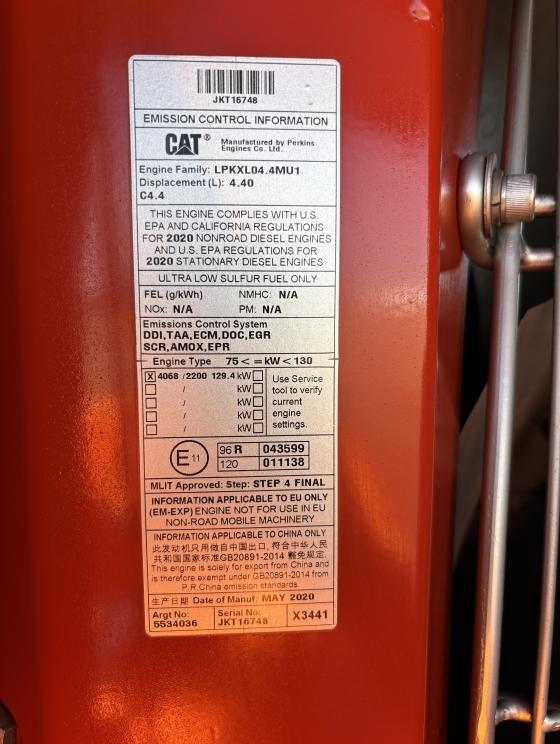 JKT16748
EMISSION CONTROL INFORMATION
CAT® Manufactured by Perkins
Engines Co. Ltd.
Engine Family: LPKXL04.4MU1
Displacement (L): 4.40
C4.4
THIS ENGINE COMPLIES WITH U.S.
EPA AND CALIFORNIA REGULATIONS
FOR 2020 NONROAD DIESEL ENGINES
AND U.S. EPA REGULATIONS FOR
2020 STATIONARY DIESEL ENGINES
ULTRA LOW SULFUR FUEL ONLY
FEL (g/kWh) NMHC: N/A
NOx: N/A PM: N/A
Emissions Control System
DDI,TAA,ECM,DOC,EGR
SCR,AMOX,EPR
Engine Type 75 < = kW < 130
X 4068 / 2200 129.4 kW
/ kW
/ kW
/ kW
/ kW
Use Service
tool to verify
current
engine
settings.
E 11
96 R 043599
120 011138
MLIT Approved: Step: STEP 4 FINAL
INFORMATION APPLICABLE TO EU ONLY
(EM-EXP) ENGINE NOT FOR USE IN EU
NON-ROAD MOBILE MACHINERY
INFORMATION APPLICABLE TO CHINA ONLY
此发动机只用做自中国出口, 符合中华人民
共和国国家标准GB20891-2014 豁免规定.
This engine is solely for export from China and
is therefore exempt under GB20891-2014 from
P.R.China emission standards.
生产日期 Date of Manuf: MAY 2020
Argt No:
5534036
Serial No:
JKT16748
X3441